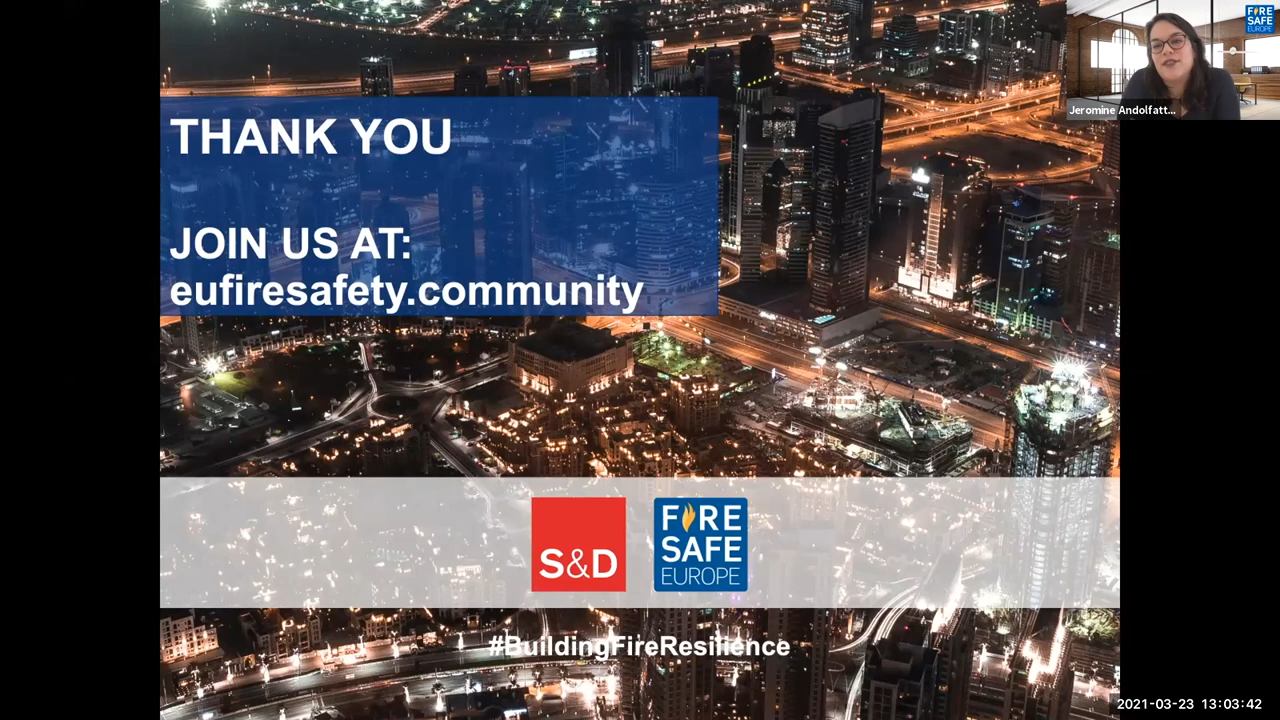 THANK YOU
JOIN US AT:
eufiresafety.community
FIRE
SAFE
EUROPE
Jeromine Andolfatt...
S&D
FIRE
SAFE
EUROPE
#BuildingFireResilience
2021-03-23 13:03:42